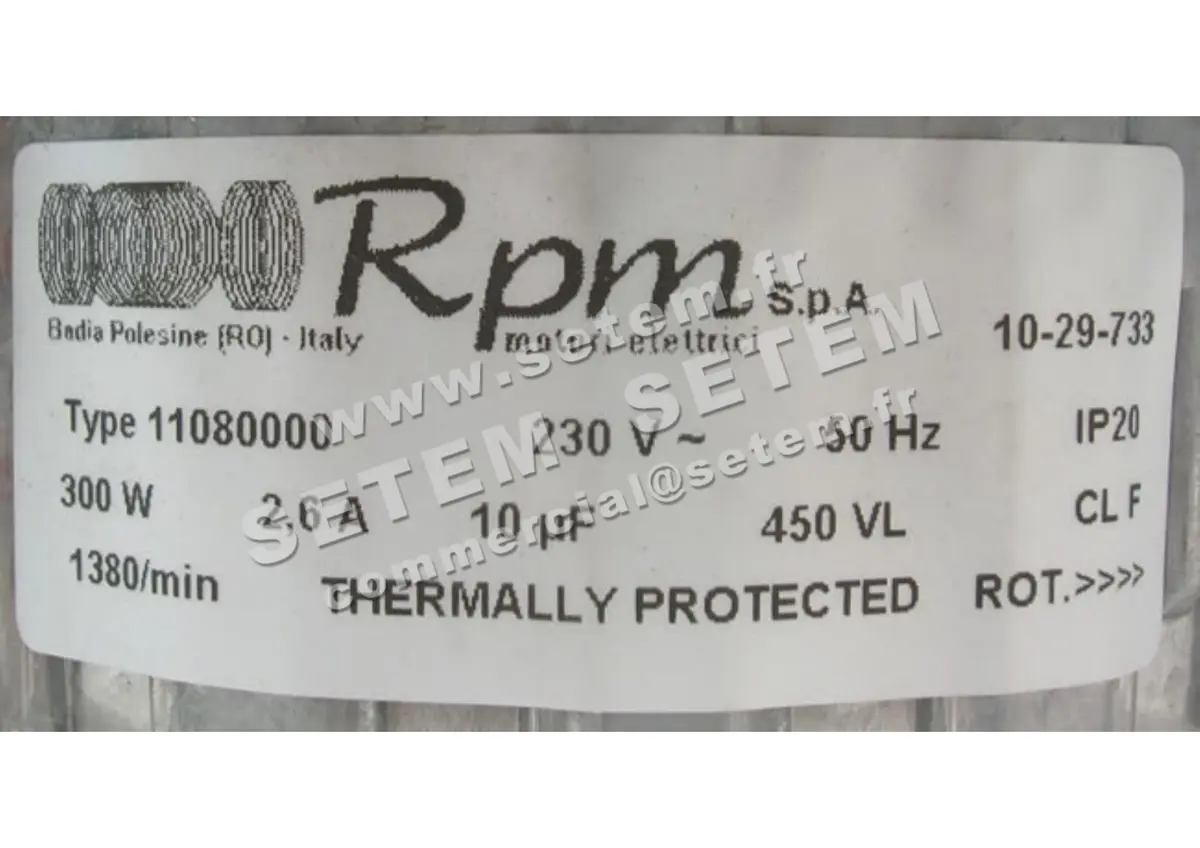 Rpm S.p.A.
motori elettrici
Badia Polesine (RO) - Italy
10-29-733
Type 11080000 230 V ~ 50 Hz IP20
300 W 2,6 A 10 µF 450 VL CL F
1380/min THERMALLY PROTECTED ROT.>>>>
www.setem.fr
SETEM SETEM
commercial@setem.fr